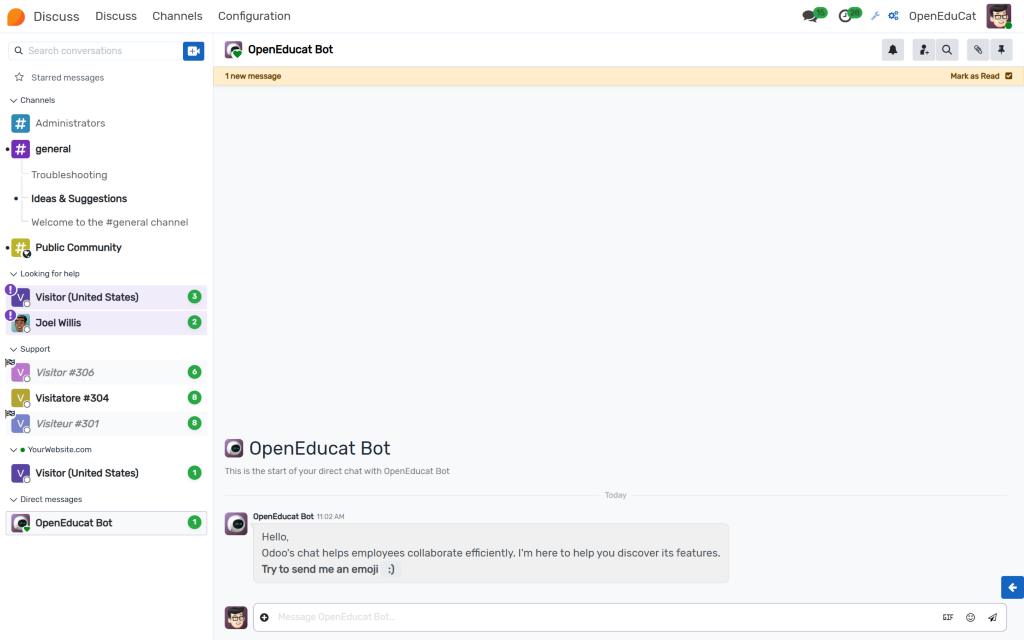 Discuss
Discuss
Channels
Configuration
15
28
OpenEduCat
Search conversations
Starred messages
Channels
Administrators
general
Troubleshooting
Ideas & Suggestions
Welcome to the #general channel
Public Community
Looking for help
Visitor (United States)
3
Joel Willis
2
Support
Visitor #306
6
Visitatore #304
8
Visiteur #301
8
YourWebsite.com
Visitor (United States)
1
Direct messages
OpenEducat Bot
1
OpenEducat Bot
1 new message
Mark as Read
OpenEducat Bot
This is the start of your direct chat with OpenEducat Bot
Today
OpenEducat Bot 11:02 AM
Hello,
Odoo's chat helps employees collaborate efficiently. I'm here to help you discover its features.
Try to send me an emoji :)
Message OpenEducat Bot...
GIF